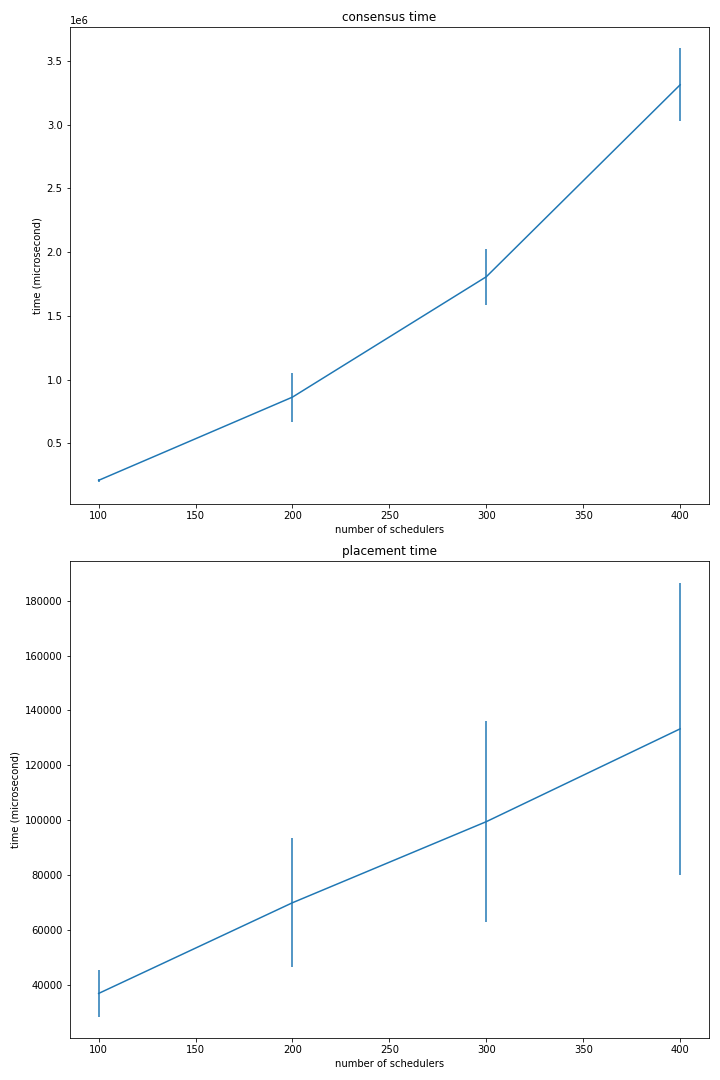 consensus time
1e6
3.5
3.0
2.5
2.0
1.5
1.0
0.5
time (microsecond)
100 150 200 250 300 350 400
number of schedulers
placement time
180000
160000
140000
120000
100000
80000
60000
40000
time (microsecond)
100 150 200 250 300 350 400
number of schedulers